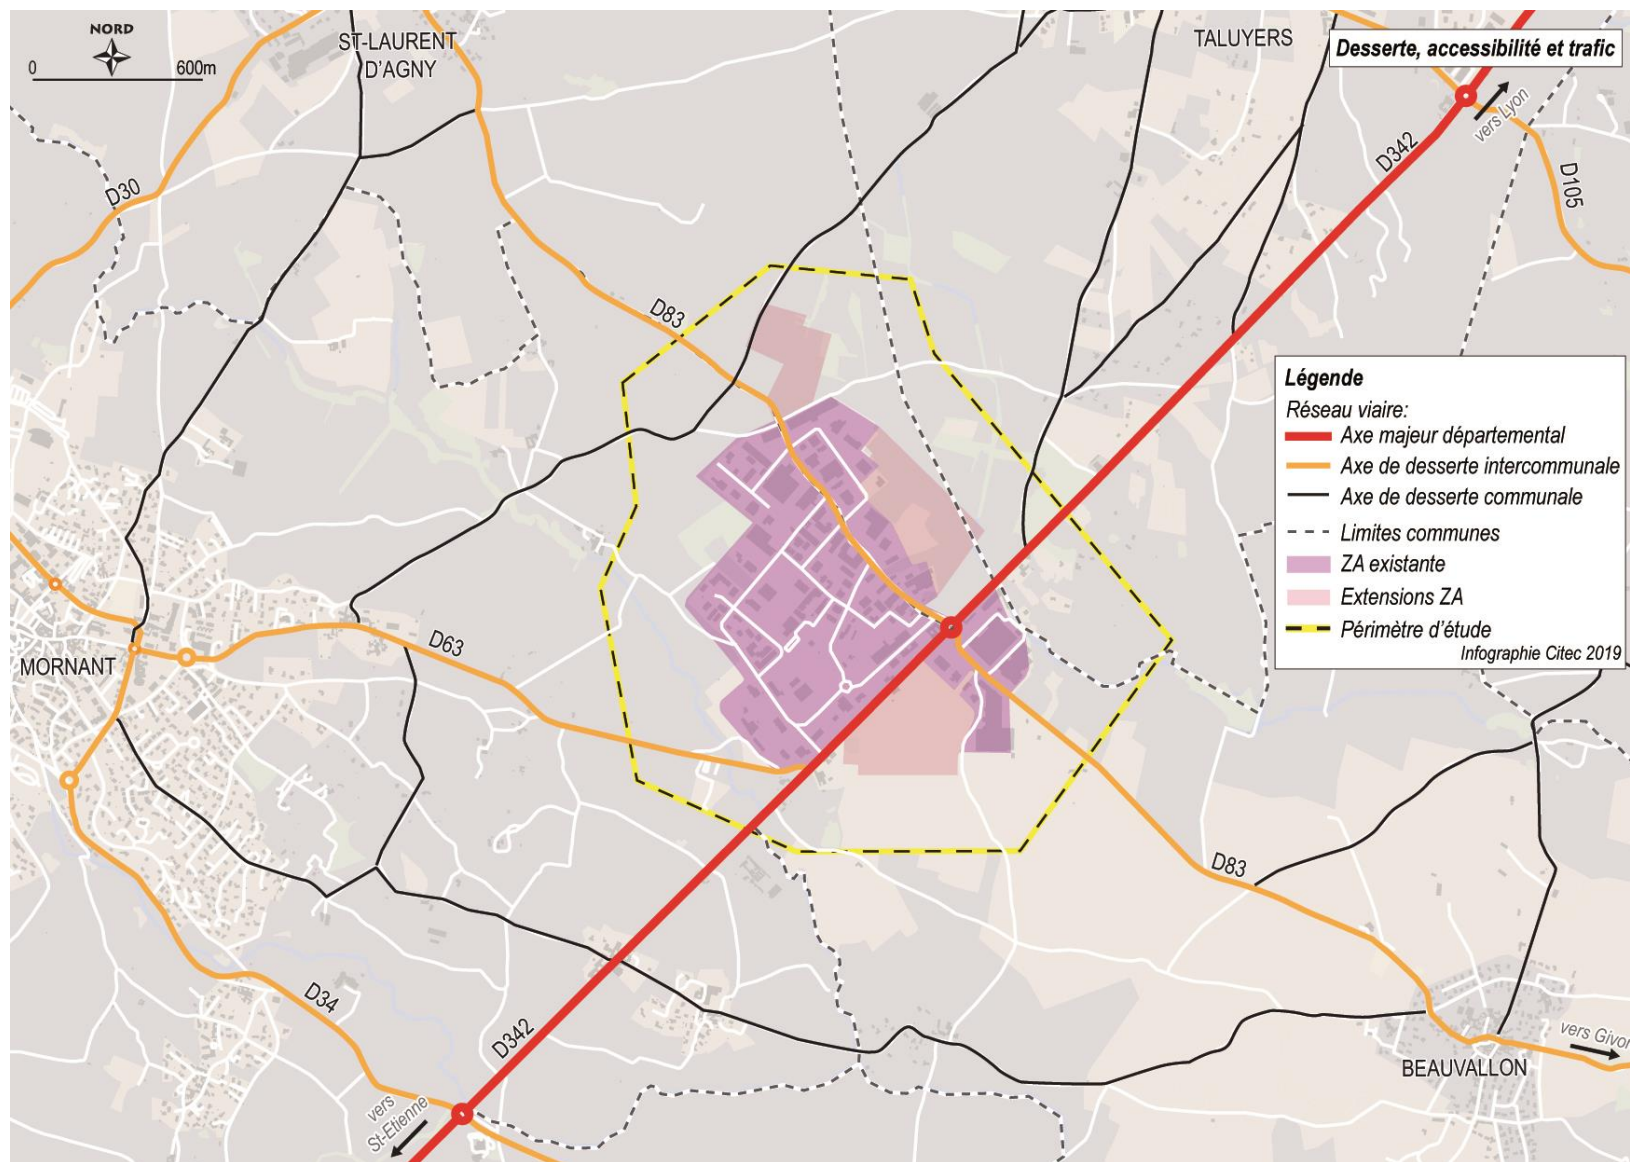 NORD
0 600m
ST-LAURENT
D'AGNY
TALUYERS
Desserte, accessibilité et trafic
vers Lyon
D342
D105
D30
D83
Légende
Réseau viaire:
Axe majeur départemental
Axe de desserte intercommunale
Axe de desserte communale
Limites communes
ZA existante
Extensions ZA
Périmètre d'étude
Infographie Citec 2019
MORNANT
D63
D83
D34
D342
vers
St-Etienne
BEAUVALLON
vers Givor